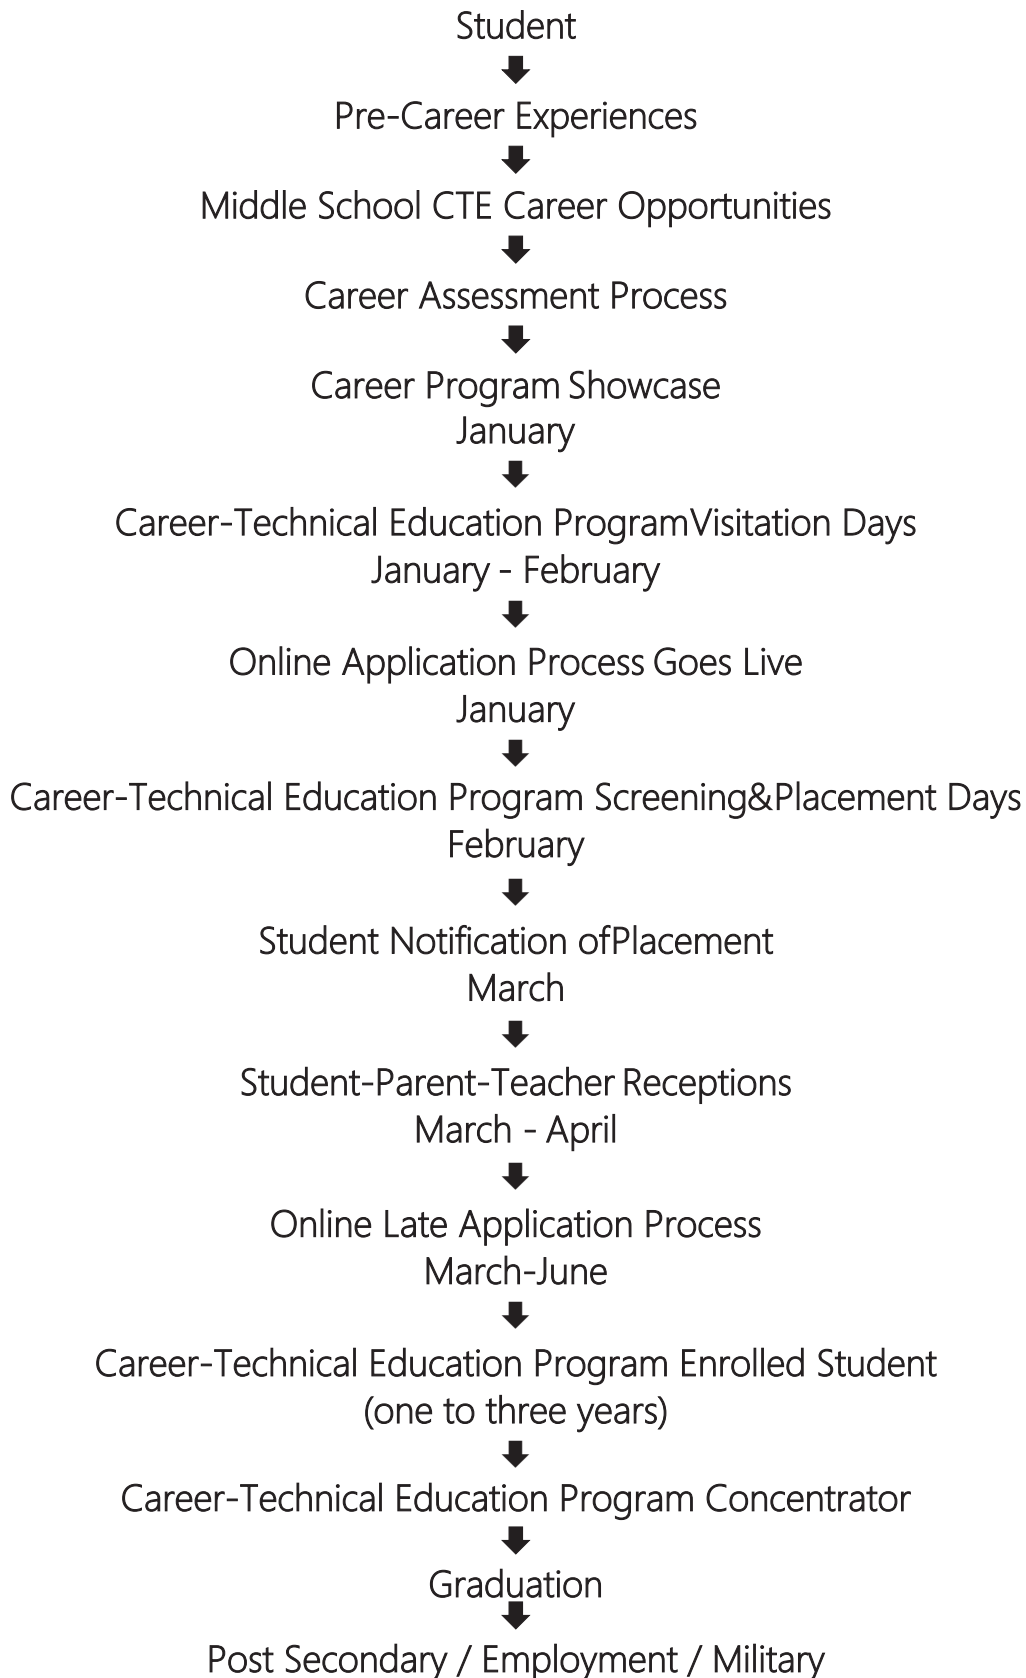 Student
Pre-Career Experiences
Middle School CTE Career Opportunities
Career Assessment Process
Career Program Showcase
January
Career-Technical Education ProgramVisitation Days
January - February
Online Application Process Goes Live
January
Career-Technical Education Program Screening&Placement Days
February
Student Notification ofPlacement
March
Student-Parent-Teacher Receptions
March - April
Online Late Application Process
March-June
Career-Technical Education Program Enrolled Student
(one to three years)
Career-Technical Education Program Concentrator
Graduation
Post Secondary / Employment / Military